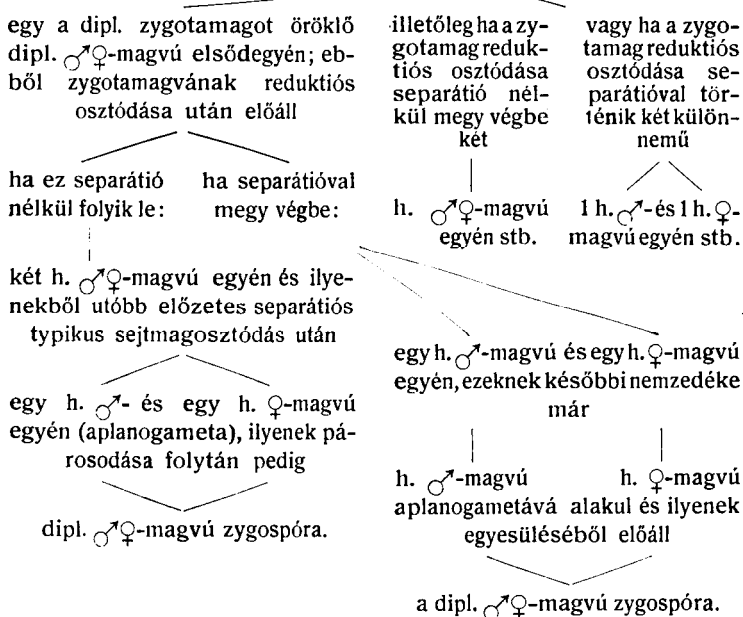 egy a dipl. zygotamagot öröklő
dipl. ♂♀-magvú elsődegyén; eb-
ből zygotamagvának reduktiós
osztódása után előáll
ha ez separátió
nélkül folyik le:
ha separátióval
megy végbe:
két h. ♂♀-magvú egyén és ilye-
nekből utóbb előzetes separátiós
typikus sejtmagosztódás után
egy h. ♂- és egy h. ♀-magvú
egyén (aplanogameta), ilyenek pá-
rosodása folytán pedig
dipl. ♂♀-magvú zygospóra.
illetőleg ha a zy-
gotamag reduk-
tiós osztódása
separátió nél-
kül megy végbe
két
h. ♂♀-magvú
egyén stb.
vagy ha a zygo-
tamag reduktiós
osztódása se-
parátióval tör-
ténik két külön-
nemű
1 h. ♂-és 1 h. ♀-
magvú egyén stb.
egy h. ♂-magvú és egy h. ♀-magvú
egyén, ezeknek későbbi nemzedéke
már
h. ♂-magvú h. ♀-magvú
aplanogametává alakul és ilyenek
egyesüléséből előáll
a dipl. ♂♀-magvú zygospóra.